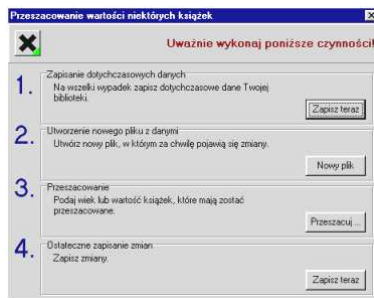 Przeszacowanie wartości niektórych książek
Uważnie wykonaj poniższe czynności!
1. Zapisanie dotychczasowych danych
Na wszelki wypadek zapisz dotychczasowe dane Twojej
biblioteki.
Zapisz teraz
2. Utworzenie nowego pliku z danymi
Utwórz nowy plik, w którym za chwilę pojawią się zmiany.
Nowy plik
3. Przeszacowanie
Podaj wiek lub wartość książek, które mają zostać
przeszacowane.
Przeszacuj ...
4. Ostateczne zapisanie zmian
Zapisz zmiany.
Zapisz teraz